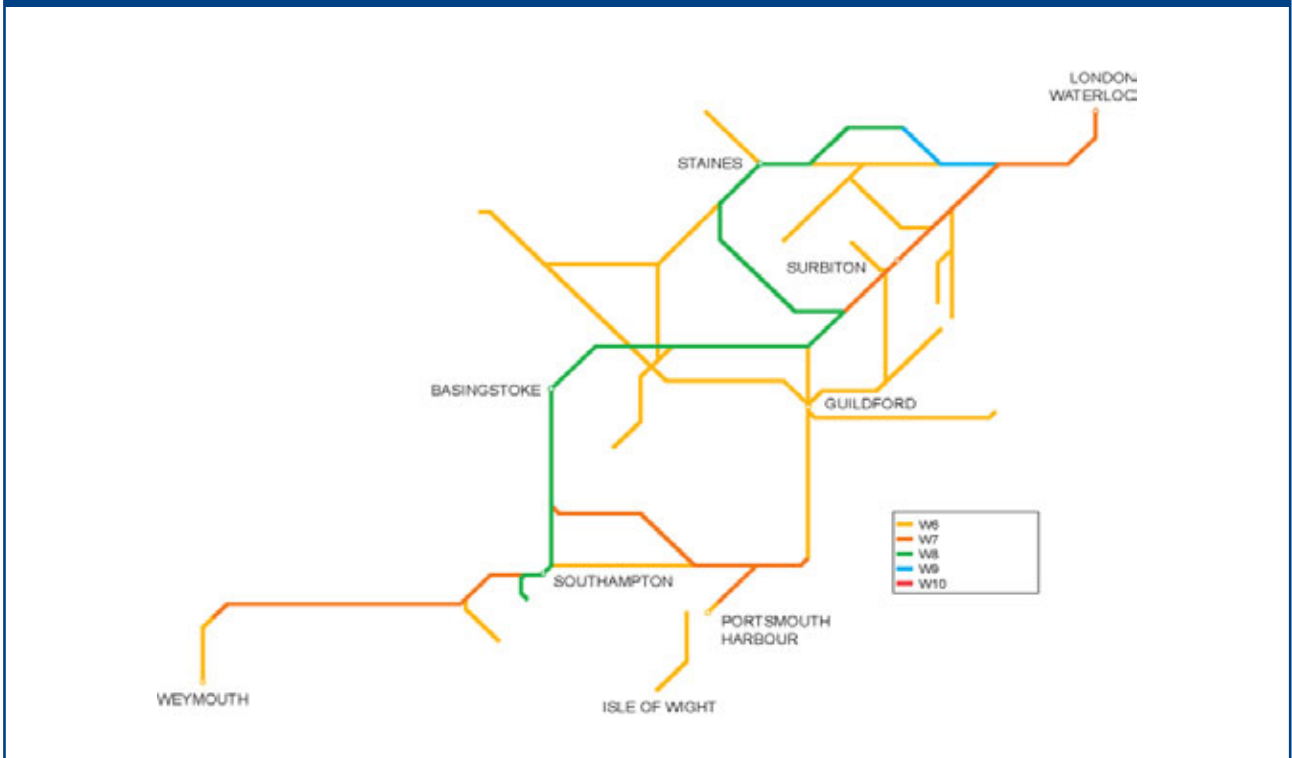 LONDON
WATERLOO
STAINES
SURBITON
BASINGSTOKE
GUILDFORD
W6
W7
W8
W9
W10
SOUTHAMPTON
PORTSMOUTH
HARBOUR
WEYMOUTH
ISLE OF WIGHT